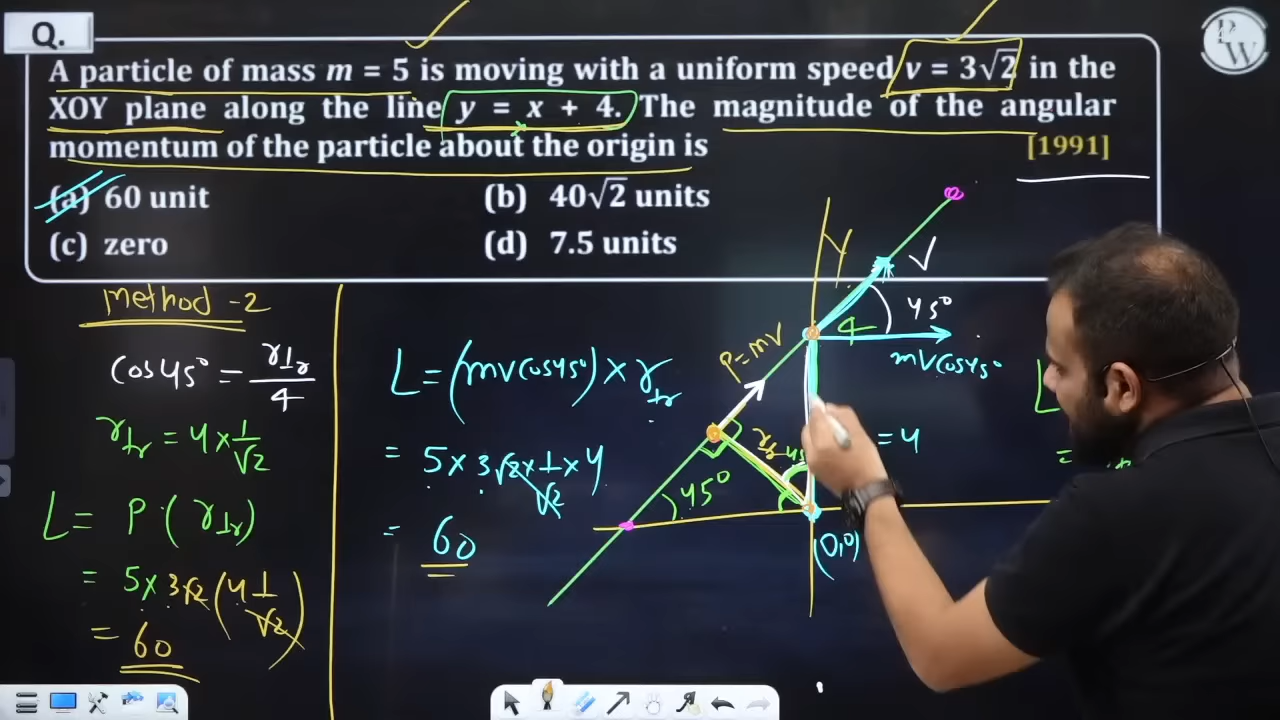 Q.
PW
A particle of mass m = 5 is moving with a uniform speed v = 3√2 in the
XOY plane along the line y = x + 4. The magnitude of the angular
momentum of the particle about the origin is [1991]
(a) 60 unit (b) 40√2 units
(c) zero (d) 7.5 units
method -2
cos45° = r⊥r/4
r⊥r = 4 × 1/√2
L = P·(r⊥r)
= 5 × 3√2 (4 1/√2)
= 60
L = (mvcos45°) × r⊥r
= 5 × 3√2 × 1/√2 × 4
= 60
Y
V
45°
4
mvcos45°
P = mv
r⊥r
45
= 4
45°
(0,0)
L
=